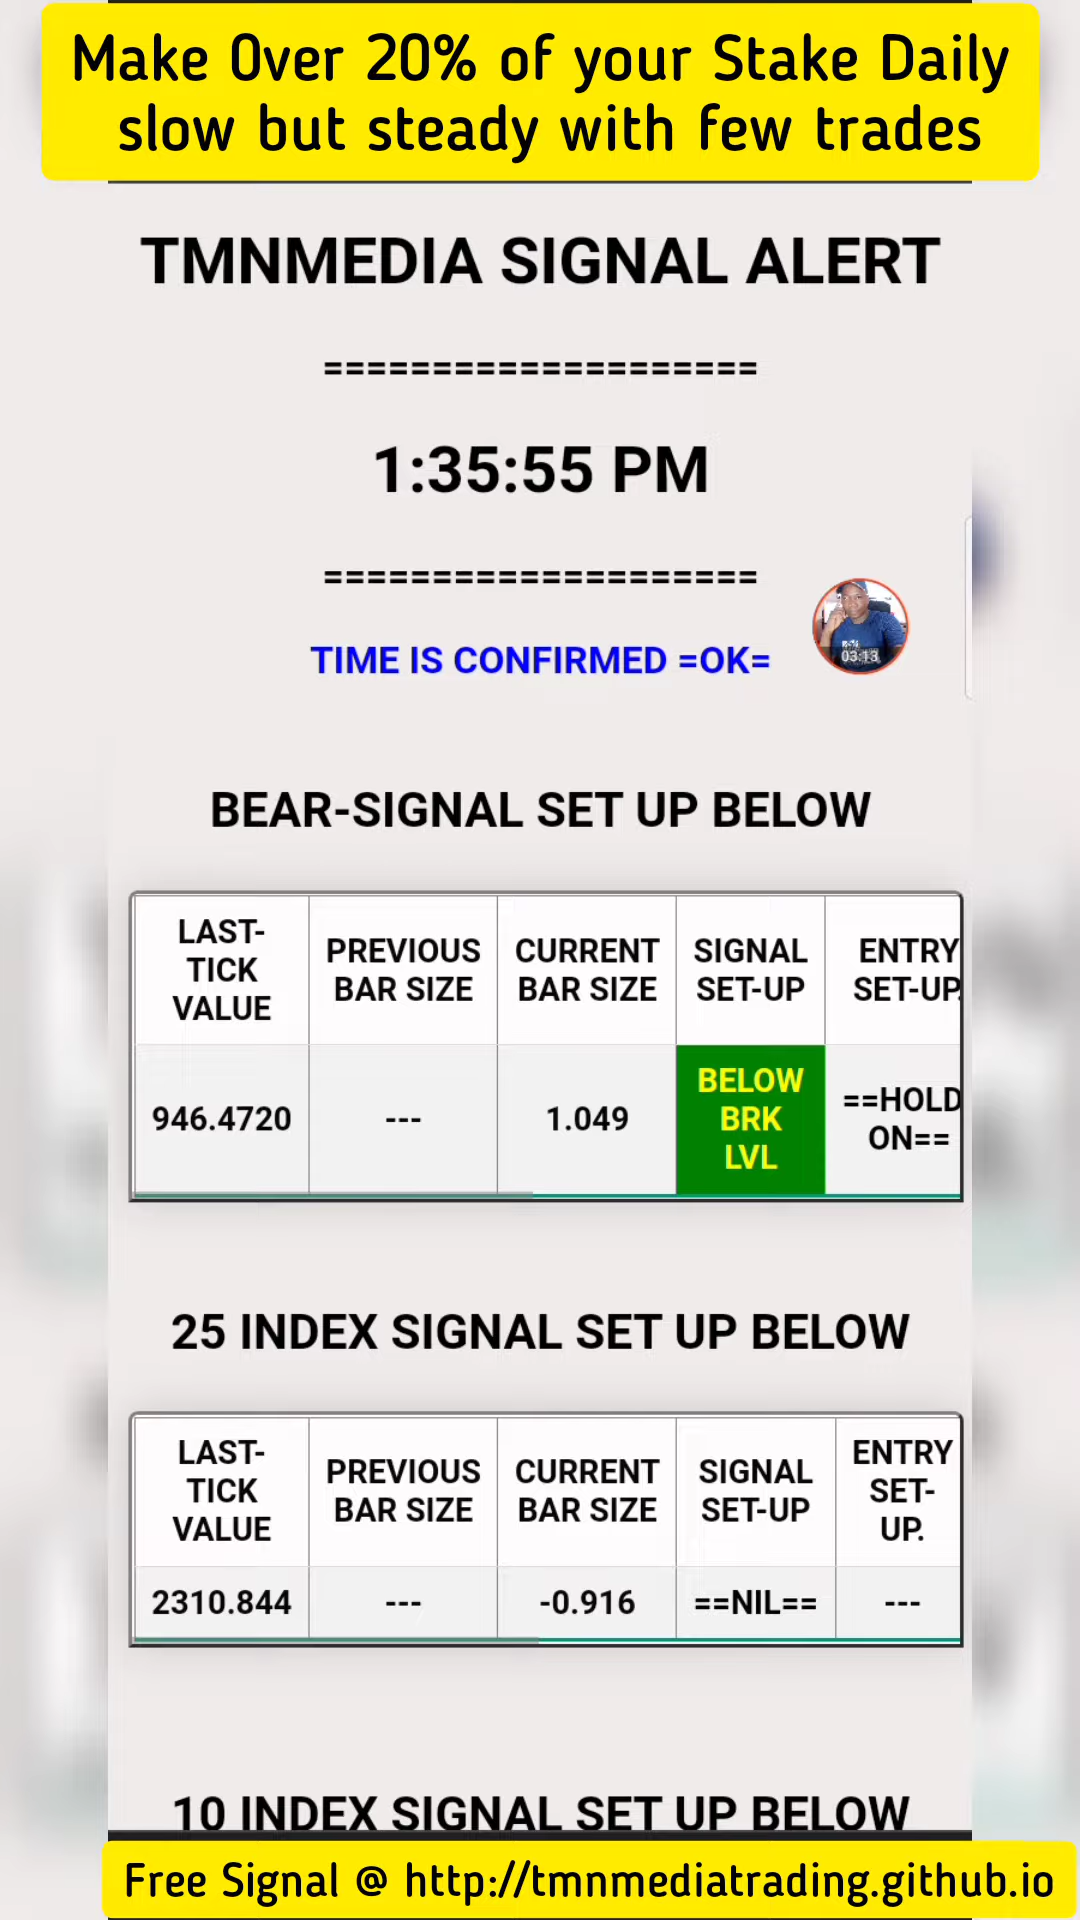 Make Over 20% of your Stake Daily
slow but steady with few trades
TMNMEDIA SIGNAL ALERT
====================
1:35:55 PM
====================
TIME IS CONFIRMED =OK=
03:13
BEAR-SIGNAL SET UP BELOW
LAST-
TICK
VALUE
PREVIOUS
BAR SIZE
CURRENT
BAR SIZE
SIGNAL
SET-UP
ENTRY
SET-UP.
946.4720
---
1.049
BELOW
BRK
LVL
==HOLD
ON==
25 INDEX SIGNAL SET UP BELOW
LAST-
TICK
VALUE
PREVIOUS
BAR SIZE
CURRENT
BAR SIZE
SIGNAL
SET-UP
ENTRY
SET-
UP.
2310.844
---
-0.916
==NIL==
---
10 INDEX SIGNAL SET UP BELOW
Free Signal @ http://tmnmediatrading.github.io